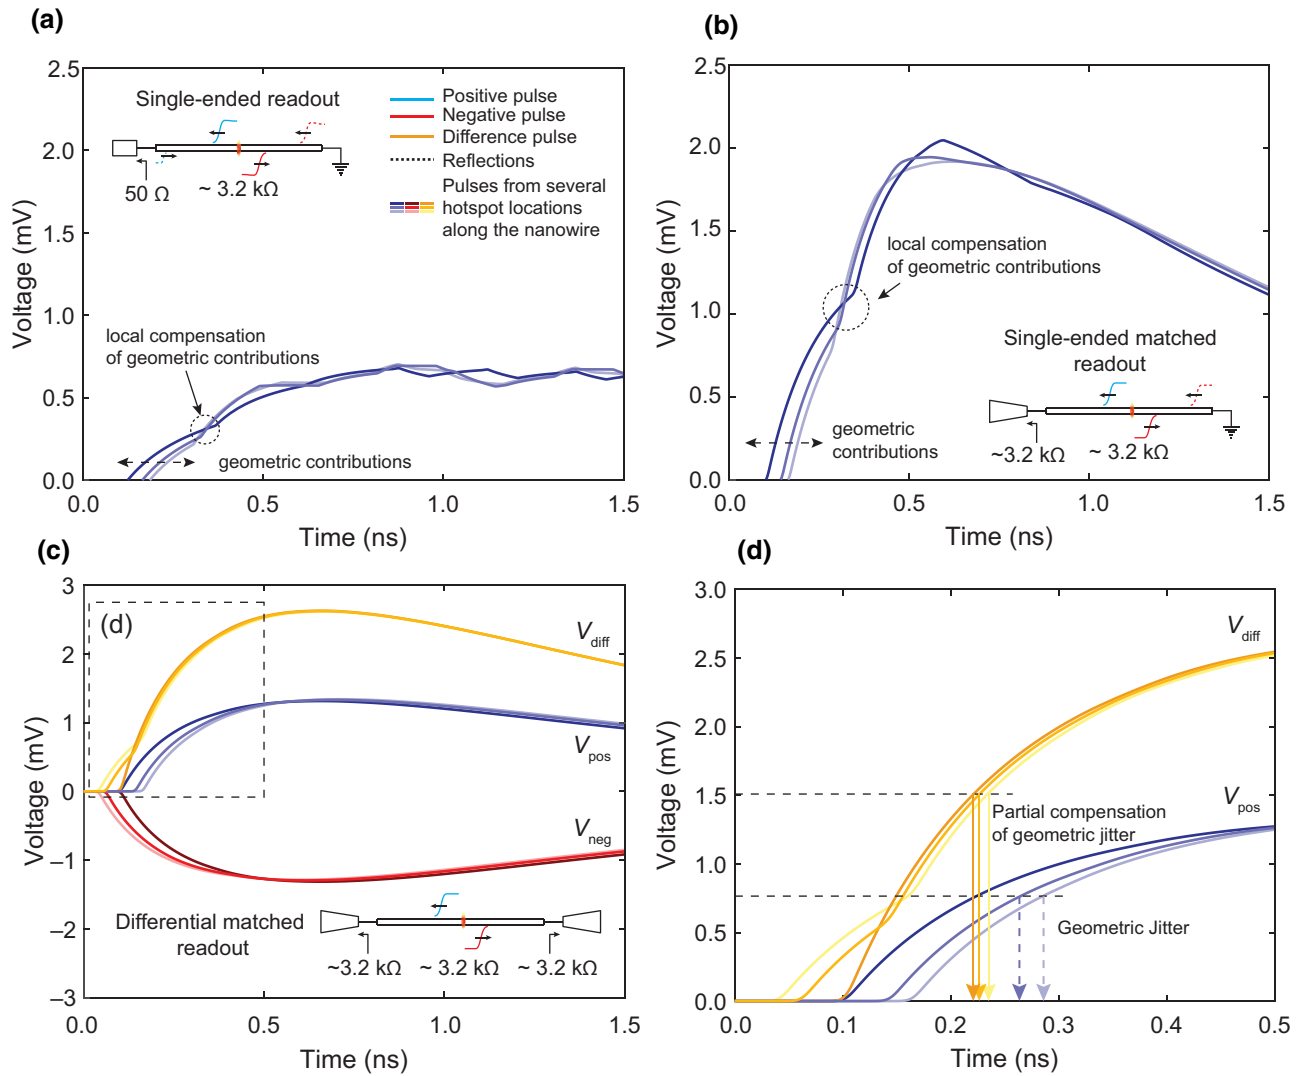 (a)
2.5
2.0
1.5
1.0
0.5
0.0
Voltage (mV)
Single-ended readout
50 Ω
~ 3.2 kΩ
Positive pulse
Negative pulse
Difference pulse
Reflections
Pulses from several
hotspot locations
along the nanowire
local compensation
of geometric contributions
geometric contributions
0.0
0.5
1.0
1.5
Time (ns)
(b)
2.5
2.0
1.5
1.0
0.5
0.0
Voltage (mV)
local compensation
of geometric contributions
Single-ended matched
readout
geometric
contributions
~3.2 kΩ
~ 3.2 kΩ
0.0
0.5
1.0
1.5
Time (ns)
(c)
3
2
1
0
−1
−2
−3
Voltage (mV)
(d)
Vdiff
Vpos
Vneg
Differential matched
readout
~3.2 kΩ
~ 3.2 kΩ
~ 3.2 kΩ
0.0
0.5
1.0
1.5
Time (ns)
(d)
3.0
2.5
2.0
1.5
1.0
0.5
0.0
Voltage (mV)
Vdiff
Partial compensation
of geometric jitter
Vpos
Geometric Jitter
0.0
0.1
0.2
0.3
0.4
0.5
Time (ns)